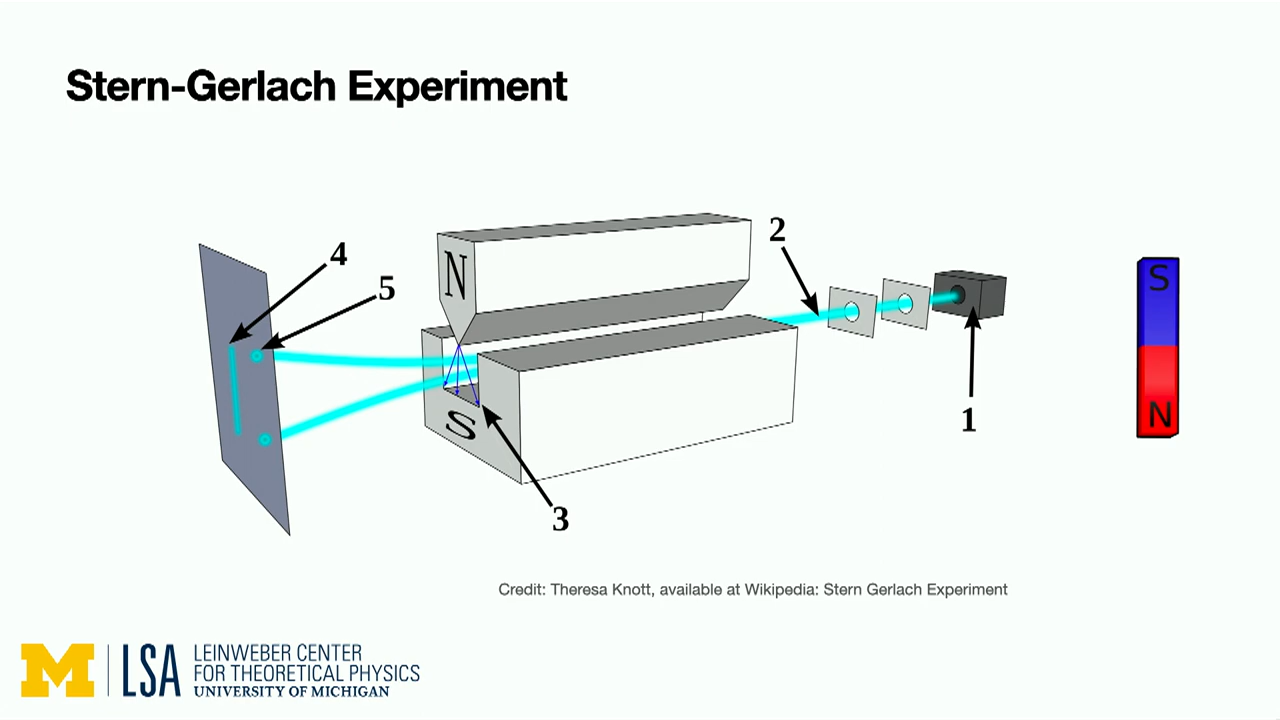 Stern-Gerlach Experiment
2
4
N
S
5
1
N
S
3
Credit: Theresa Knott, available at Wikipedia: Stern Gerlach Experiment
M LSA LEINWEBER CENTER
FOR THEORETICAL PHYSICS
UNIVERSITY OF MICHIGAN